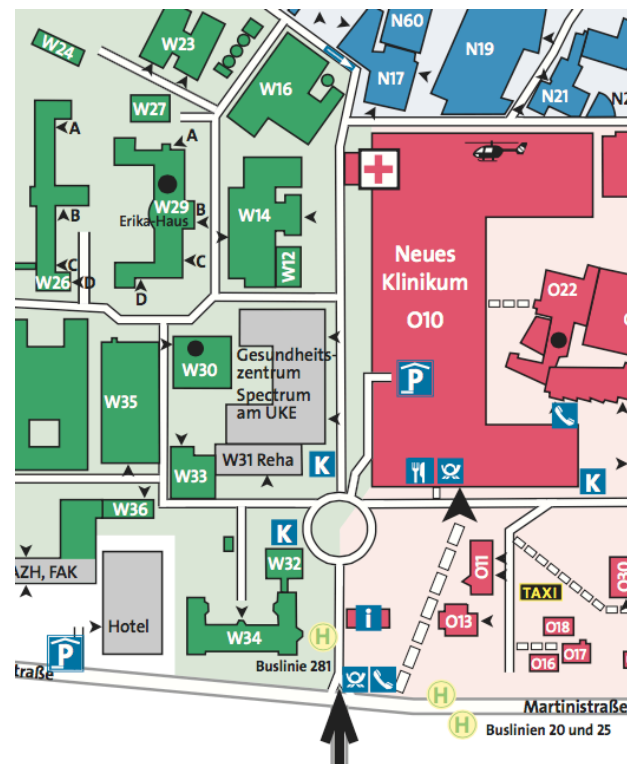 N60
N19
W23
W24
N17
W16
N21
W27
A
A
B
W29
Erika-Haus
B
W14
C
C
D
W26
D
W12
Neues
Klinikum
O10
O22
W30
Gesundheits-
zentrum
Spectrum
am UKE
P
W35
W31 Reha
K
W33
K
W36
K
W32
AZH, FAK
Hotel
P
W34
H
Buslinie 281
i
O11
O13
TAXI
O30
O18
O17
O16
H
H
Martinistraße
Buslinien 20 und 25
traße